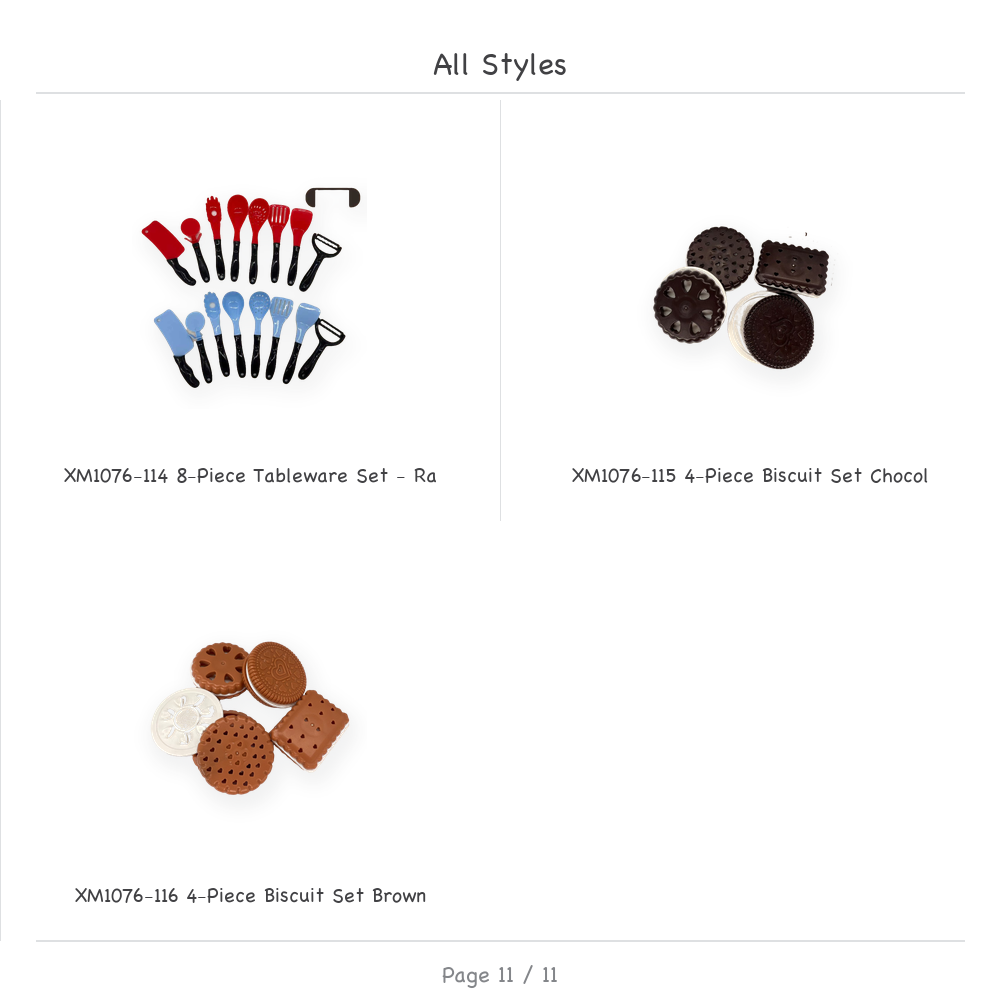 All Styles
XM1076-114 8-Piece Tableware Set - Ra
XM1076-115 4-Piece Biscuit Set Chocol
XM1076-116 4-Piece Biscuit Set Brown
Page 11 / 11